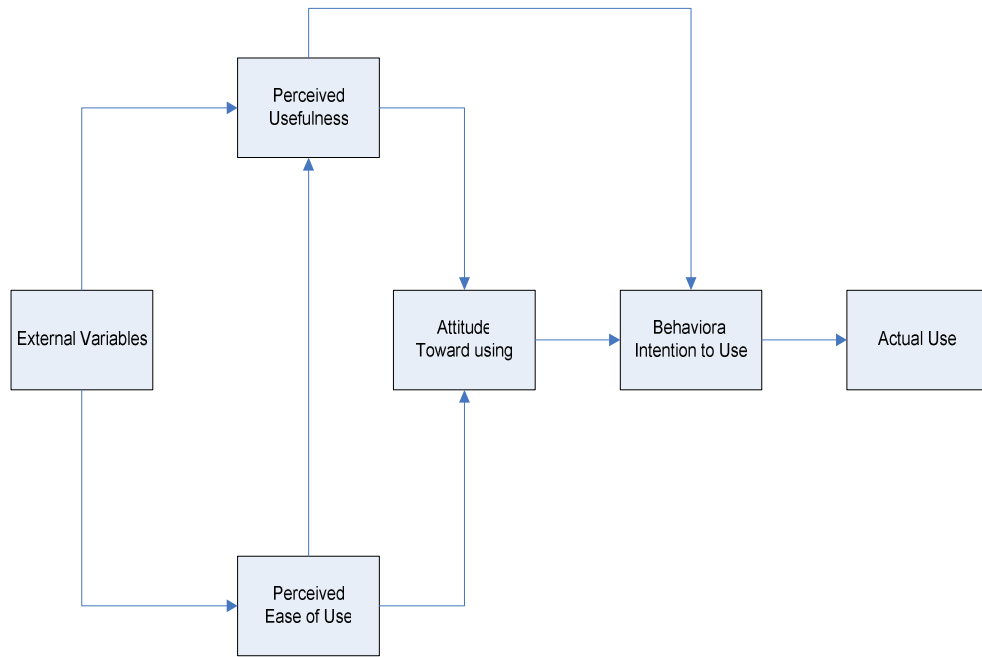 Perceived
Usefulness
External Variables
Attitude
Toward using
Behaviora
Intention to Use
Actual Use
Perceived
Ease of Use